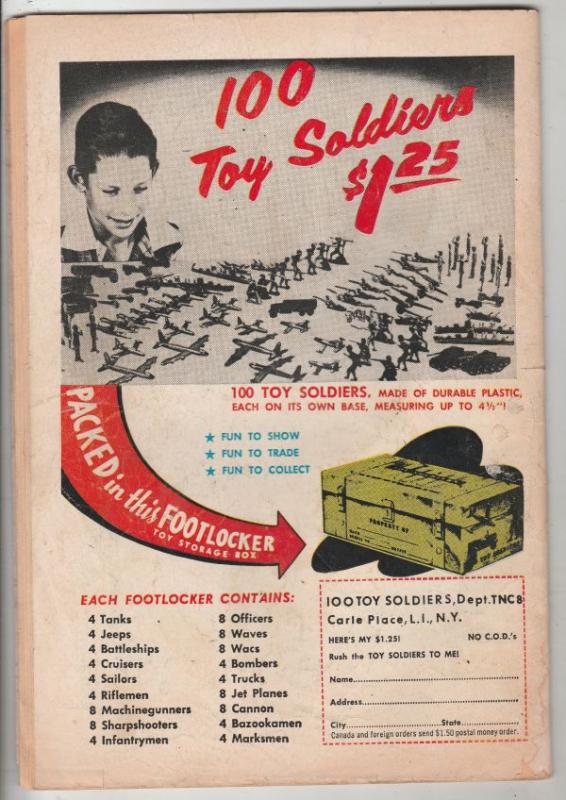 100
Toy Soldiers
$1.25
100 TOY SOLDIERS, MADE OF DURABLE PLASTIC,
EACH ON ITS OWN BASE, MEASURING UP TO 4½"!
★ FUN TO SHOW
★ FUN TO TRADE
★ FUN TO COLLECT
PACKED in this FOOTLOCKER
TOY STORAGE BOX
PROPERTY OF
EACH FOOTLOCKER CONTAINS:
4 Tanks
4 Jeeps
4 Battleships
4 Cruisers
4 Sailors
4 Riflemen
8 Machinegunners
8 Sharpshooters
4 Infantrymen
8 Officers
8 Waves
8 Wacs
4 Bombers
4 Trucks
8 Jet Planes
8 Cannon
4 Bazookamen
4 Marksmen
100 TOY SOLDIERS, Dept. TNC8
Carle Place, L.I., N.Y.
HERE'S MY $1.25! NO C.O.D.'s
Rush the TOY SOLDIERS TO ME!
Name
Address
City State
Canada and foreign orders send $1.50 postal money order.